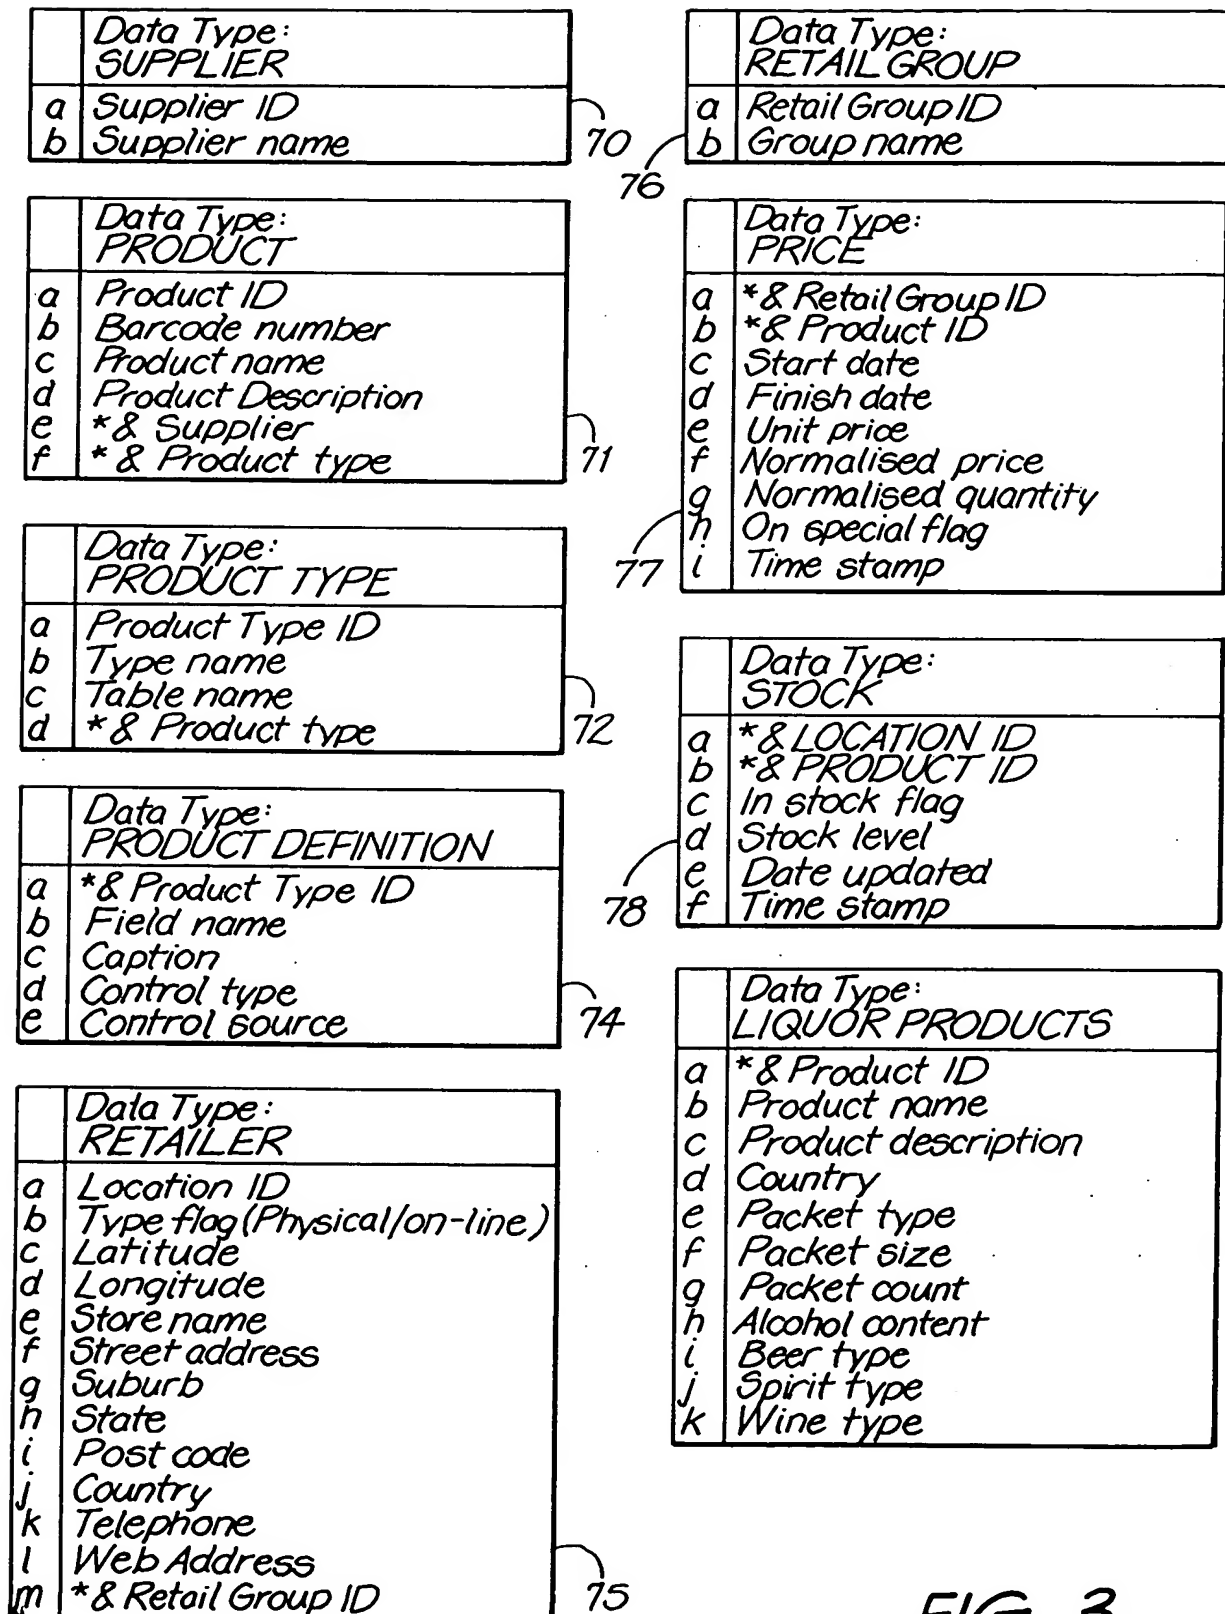 Data Type:
SUPPLIER
a Supplier ID
b Supplier name
70
Data Type:
PRODUCT
a Product ID
b Barcode number
c Product name
d Product Description
e *& Supplier
f *& Product type
71
Data Type:
PRODUCT TYPE
a Product Type ID
b Type name
c Table name
d *& Product type
72
Data Type:
PRODUCT DEFINITION
a *& Product Type ID
b Field name
c Caption
d Control type
e Control source
74
Data Type:
RETAILER
a Location ID
b Type flag (Physical/on-line)
c Latitude
d Longitude
e Store name
f Street address
g Suburb
h State
i Post code
j Country
k Telephone
l Web Address
m *& Retail Group ID
75
Data Type:
RETAIL GROUP
a Retail Group ID
b Group name
76
Data Type:
PRICE
a *& Retail Group ID
b *& Product ID
c Start date
d Finish date
e Unit price
f Normalised price
g Normalised quantity
h On special flag
i Time stamp
77
Data Type:
STOCK
a *& LOCATION ID
b *& PRODUCT ID
c In stock flag
d Stock level
e Date updated
f Time stamp
78
Data Type:
LIQUOR PRODUCTS
a *& Product ID
b Product name
c Product description
d Country
e Packet type
f Packet size
g Packet count
h Alcohol content
i Beer type
j Spirit type
k Wine type
FIG. 3